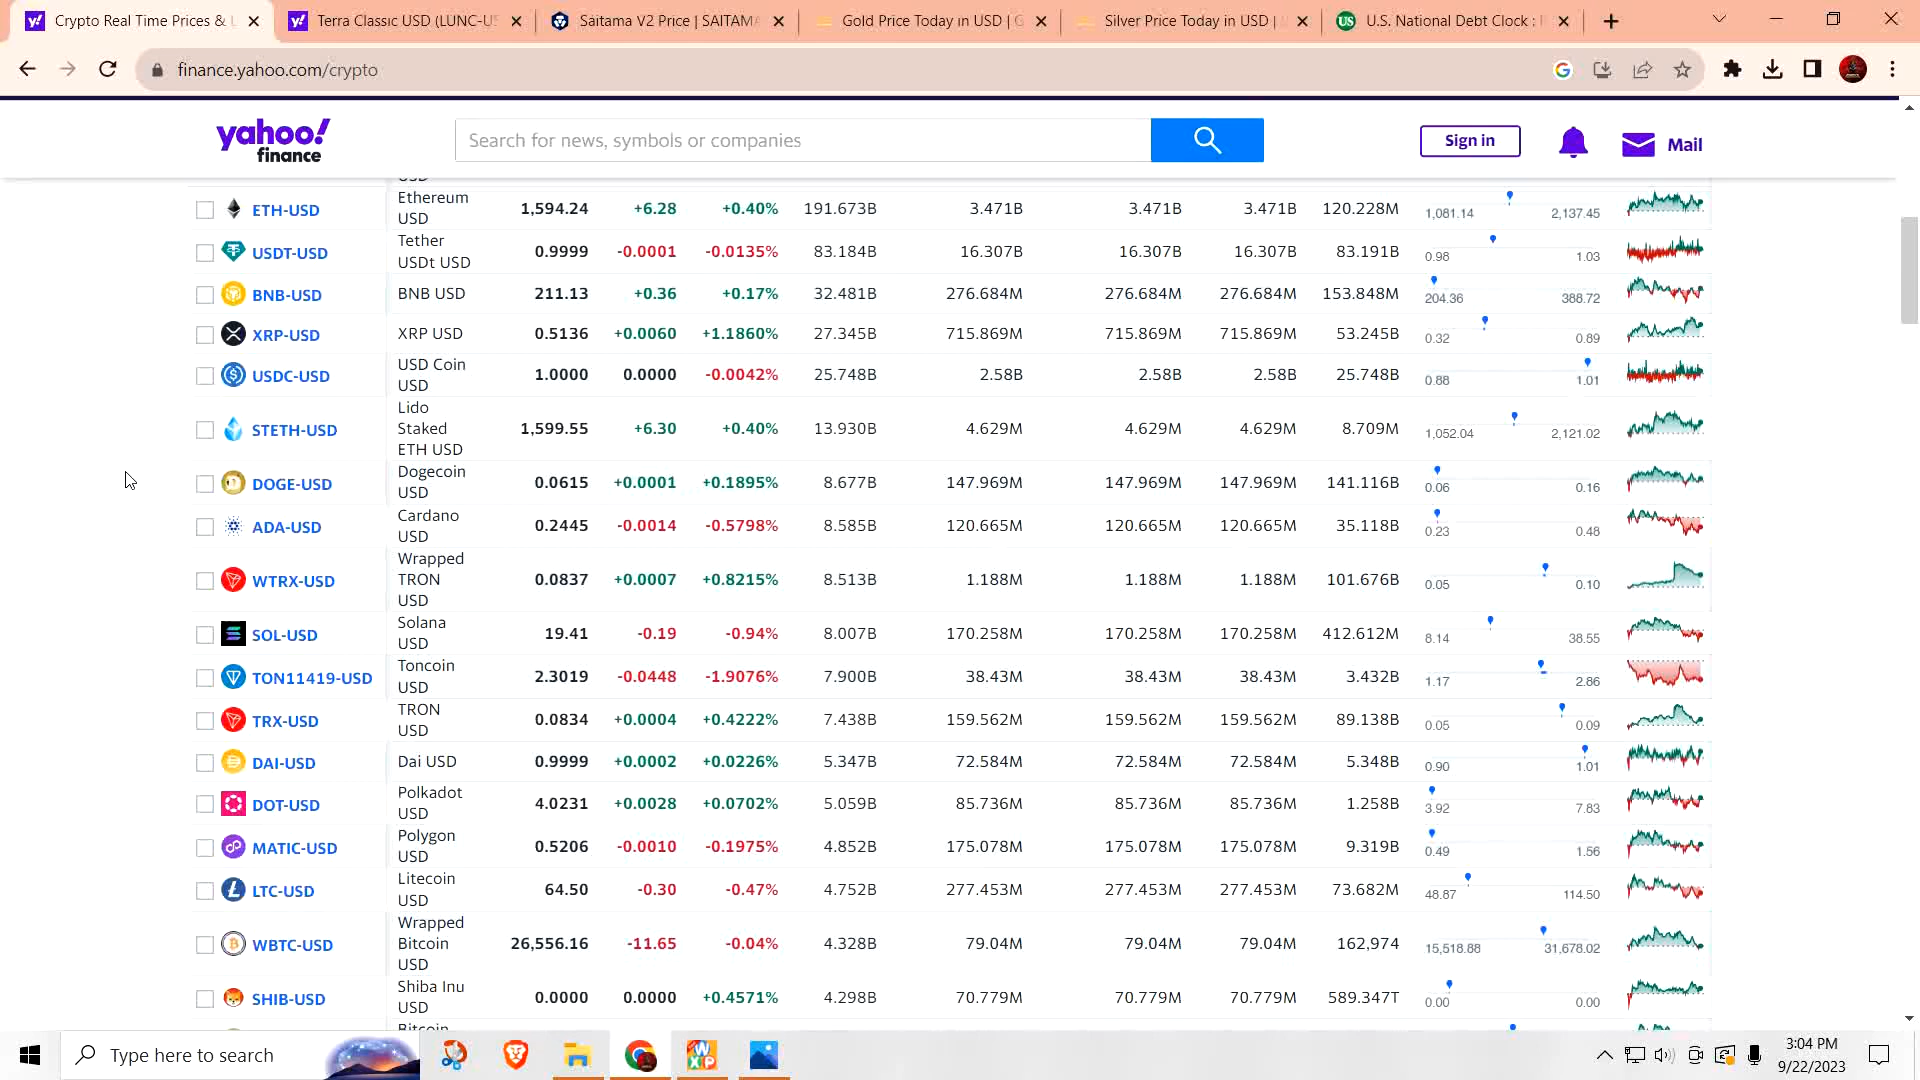 Crypto Real Time Prices &
Terra Classic USD (LUNC-US
Saitama V2 Price | SAITAMA
Gold Price Today in USD | G
Silver Price Today in USD |
U.S. National Debt Clock :
finance.yahoo.com/crypto
yahoo!
finance
Search for news, symbols or companies
Sign in
Mail
USD
ETH-USD Ethereum USD 1,594.24 +6.28 +0.40% 191.673B 3.471B 3.471B 3.471B 120.228M 1,081.14 2,137.45
USDT-USD Tether USDt USD 0.9999 -0.0001 -0.0135% 83.184B 16.307B 16.307B 16.307B 83.191B 0.98 1.03
BNB-USD BNB USD 211.13 +0.36 +0.17% 32.481B 276.684M 276.684M 276.684M 153.848M 204.36 388.72
XRP-USD XRP USD 0.5136 +0.0060 +1.1860% 27.345B 715.869M 715.869M 715.869M 53.245B 0.32 0.89
USDC-USD USD Coin USD 1.0000 0.0000 -0.0042% 25.748B 2.58B 2.58B 2.58B 25.748B 0.88 1.01
STETH-USD Lido Staked ETH USD 1,599.55 +6.30 +0.40% 13.930B 4.629M 4.629M 4.629M 8.709M 1,052.04 2,121.02
DOGE-USD Dogecoin USD 0.0615 +0.0001 +0.1895% 8.677B 147.969M 147.969M 147.969M 141.116B 0.06 0.16
ADA-USD Cardano USD 0.2445 -0.0014 -0.5798% 8.585B 120.665M 120.665M 120.665M 35.118B 0.23 0.48
WTRX-USD Wrapped TRON USD 0.0837 +0.0007 +0.8215% 8.513B 1.188M 1.188M 1.188M 101.676B 0.05 0.10
SOL-USD Solana USD 19.41 -0.19 -0.94% 8.007B 170.258M 170.258M 170.258M 412.612M 8.14 38.55
TON11419-USD Toncoin USD 2.3019 -0.0448 -1.9076% 7.900B 38.43M 38.43M 38.43M 3.432B 1.17 2.86
TRX-USD TRON USD 0.0834 +0.0004 +0.4222% 7.438B 159.562M 159.562M 159.562M 89.138B 0.05 0.09
DAI-USD Dai USD 0.9999 +0.0002 +0.0226% 5.347B 72.584M 72.584M 72.584M 5.348B 0.90 1.01
DOT-USD Polkadot USD 4.0231 +0.0028 +0.0702% 5.059B 85.736M 85.736M 85.736M 1.258B 3.92 7.83
MATIC-USD Polygon USD 0.5206 -0.0010 -0.1975% 4.852B 175.078M 175.078M 175.078M 9.319B 0.49 1.56
LTC-USD Litecoin USD 64.50 -0.30 -0.47% 4.752B 277.453M 277.453M 277.453M 73.682M 48.87 114.50
WBTC-USD Wrapped Bitcoin USD 26,556.16 -11.65 -0.04% 4.328B 79.04M 79.04M 79.04M 162,974 15,518.88 31,678.02
SHIB-USD Shiba Inu USD 0.0000 0.0000 +0.4571% 4.298B 70.779M 70.779M 70.779M 589.347T 0.00 0.00
Bitcoin
Type here to search
3:04 PM
9/22/2023